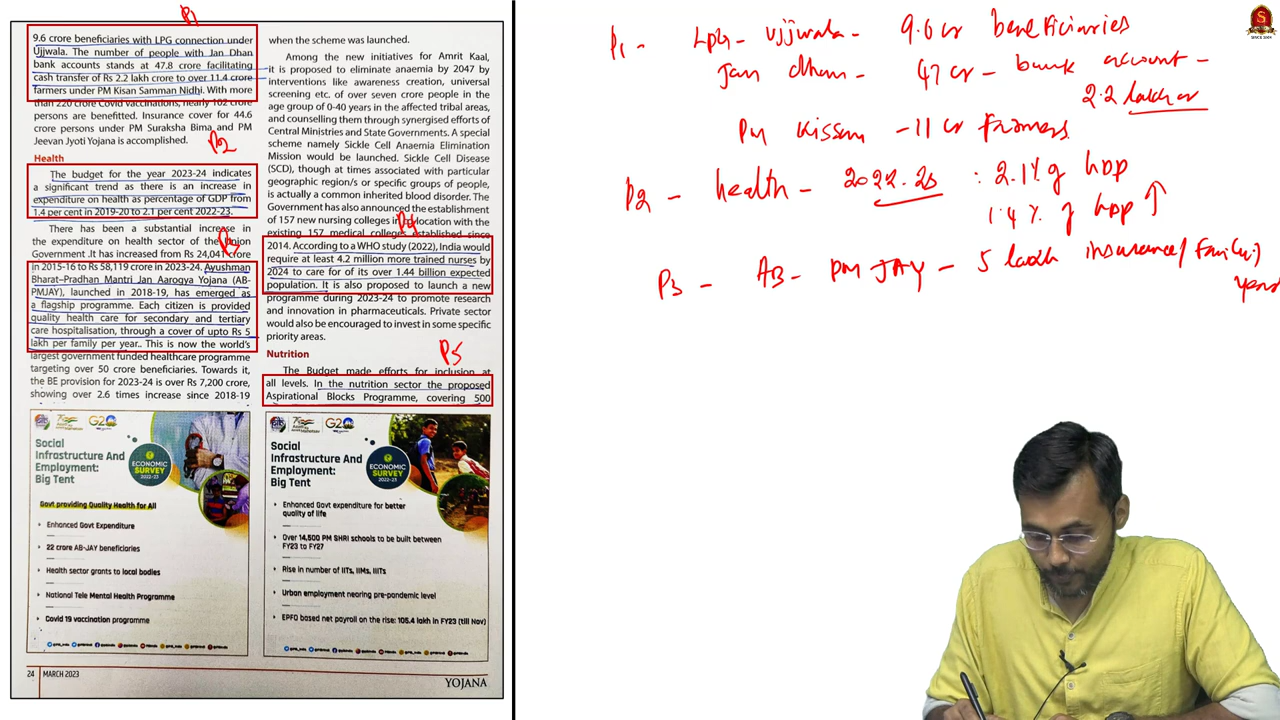 P1
9.6 crore beneficiaries with LPG connection under
Ujjwala. The number of people with Jan Dhan
bank accounts stands at 47.8 crore facilitating
cash transfer of Rs 2.2 lakh crore to over 11.4 crore
farmers under PM Kisan Samman Nidhi. With more
than 220 crore Covid vaccinations, nearly 102 crore
persons are benefitted. Insurance cover for 44.6
crore persons under PM Suraksha Bima and PM
Jeevan Jyoti Yojana is accomplished.
P2
Health
The budget for the year 2023-24 indicates
a significant trend as there is an increase in
expenditure on health as percentage of GDP from
1.4 per cent in 2019-20 to 2.1 per cent 2022-23.
There has been a substantial increase in
the expenditure on health sector of the Union
Government .It has increased from Rs 24,041 crore
P3
in 2015-16 to Rs 58,119 crore in 2023-24. Ayushman
Bharat–Pradhan Mantri Jan Aarogya Yojana (AB-
PMJAY), launched in 2018-19, has emerged as
a flagship programme. Each citizen is provided
quality health care for secondary and tertiary
care hospitalisation, through a cover of upto Rs 5
lakh per family per year.. This is now the world's
largest government funded healthcare programme
targeting over 50 crore beneficiaries. Towards it,
the BE provision for 2023-24 is over Rs 7,200 crore,
showing over 2.6 times increase since 2018-19
when the scheme was launched.
Among the new initiatives for Amrit Kaal,
it is proposed to eliminate anaemia by 2047 by
interventions like awareness creation, universal
screening etc. of over seven crore people in the
age group of 0-40 years in the affected tribal areas,
and counselling them through synergised efforts of
Central Ministries and State Governments. A special
scheme namely Sickle Cell Anaemia Elimination
Mission would be launched. Sickle Cell Disease
(SCD), though at times associated with particular
geographic region/s or specific groups of people,
is actually a common inherited blood disorder. The
Government has also announced the establishment
of 157 new nursing colleges in co-location with the
existing 157 medical colleges established since
P4
2014. According to a WHO study (2022), India would
require at least 4.2 million more trained nurses by
2024 to care for of its over 1.44 billion expected
population. It is also proposed to launch a new
programme during 2023-24 to promote research
and innovation in pharmaceuticals. Private sector
would also be encouraged to invest in some specific
priority areas.
P5
Nutrition
The Budget made efforts for inclusion at
all levels. In the nutrition sector the proposed
Aspirational Blocks Programme, covering 500
G20
Social
Infrastructure And
Employment:
Big Tent
ECONOMIC
SURVEY
2022-23
Govt providing Quality Health for All
Enhanced Govt Expenditure
22 crore AB-JAY beneficiaries
Health sector grants to local bodies
National Tele Mental Health Programme
Covid 19 vaccination programme
G20
Social
Infrastructure And
Employment:
Big Tent
ECONOMIC
SURVEY
2022-23
Enhanced Govt expenditure for better
quality of life
Over 14,500 PM SHRI schools to be built between
FY23 to FY27
Rise in number of IITs, IIMs, IIITs
Urban employment nearing pre-pandemic level
EPFO based net payroll on the rise: 105.4 lakh in FY23 (till Nov)
24 MARCH 2023
YOJANA
P1 - LPG - Ujjwala - 9.6 cr beneficiaries
Jan dhan - 47 cr - bank account -
2.2 lakh cr
PM Kissan - 11 cr farmers
P2 - health - 2022-23 : 2.1% of GDP
1.4% of GDP ↑
P3 - AB - PM JAY - 5 lakh insurance/family/
year
S
SINCE 2004